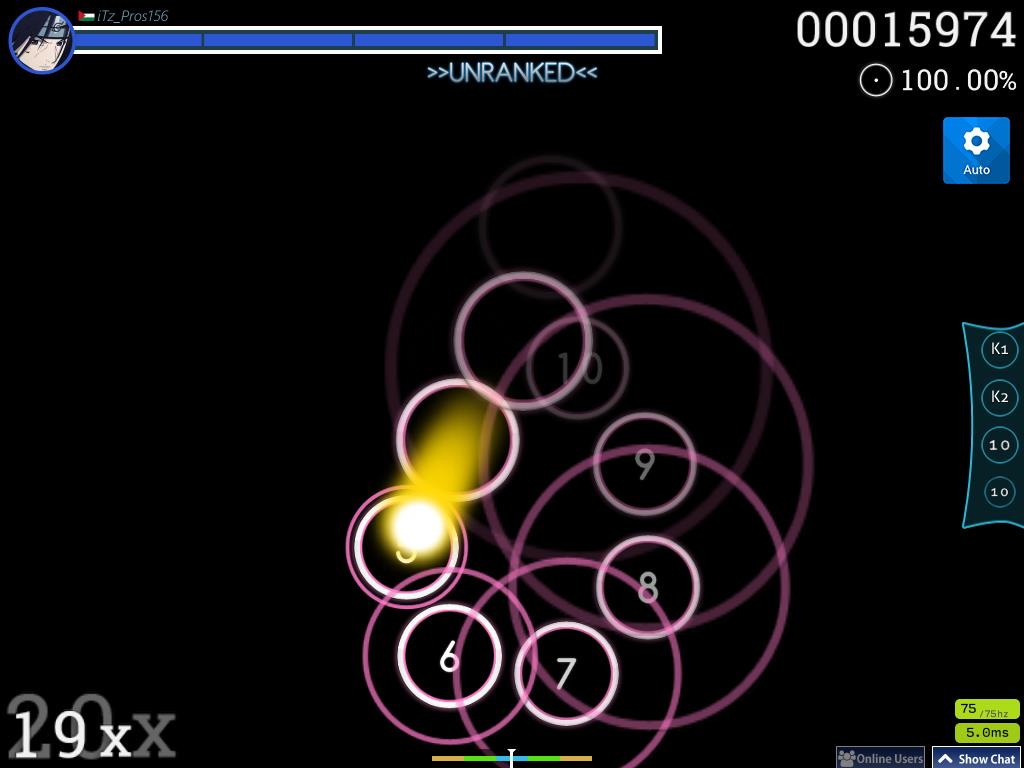 iTz_Pros156
>>UNRANKED<<
00015974
100.00%
Auto
K1
K2
10
10
10
9
8
7
6
19x
75 /75hz
5.0ms
Online Users
Show Chat